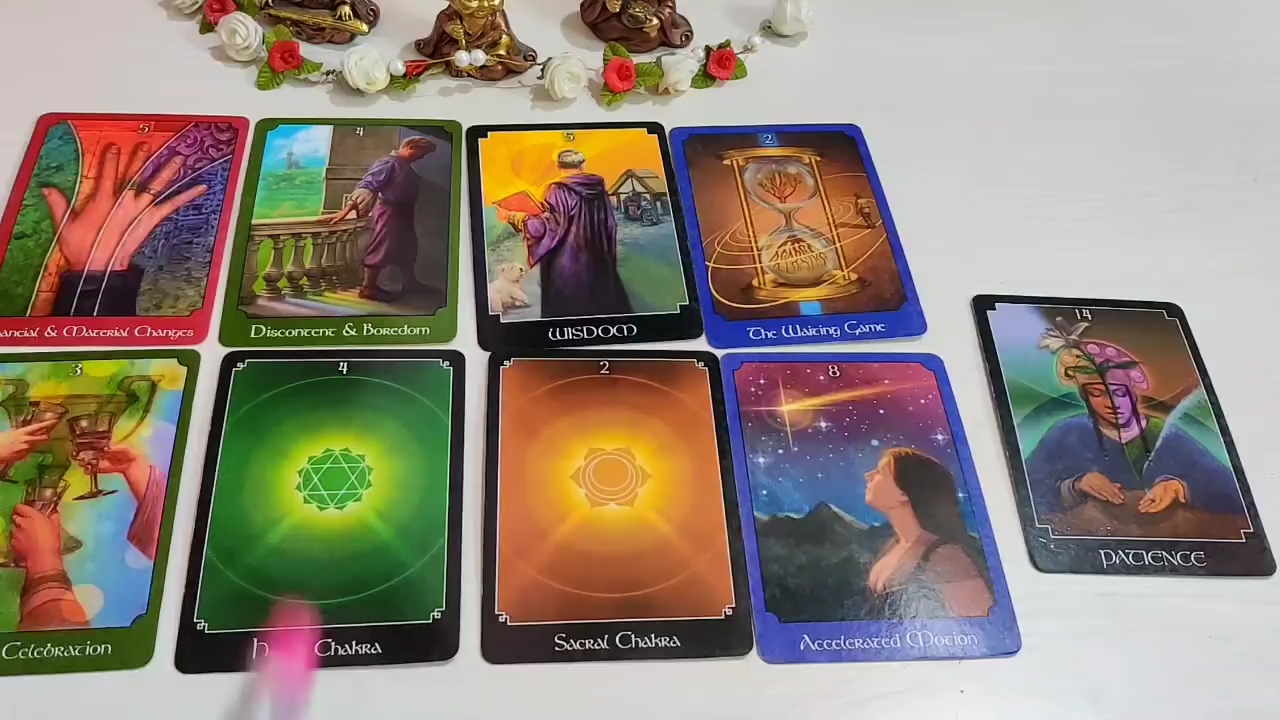 5
4
5
2
ancial & Material Changes
Discontent & Boredom
WISDOM
The Waiting Game
14
PATIENCE
3
4
2
8
Celebration
H Chakra
Sacral Chakra
Accelerated Motion